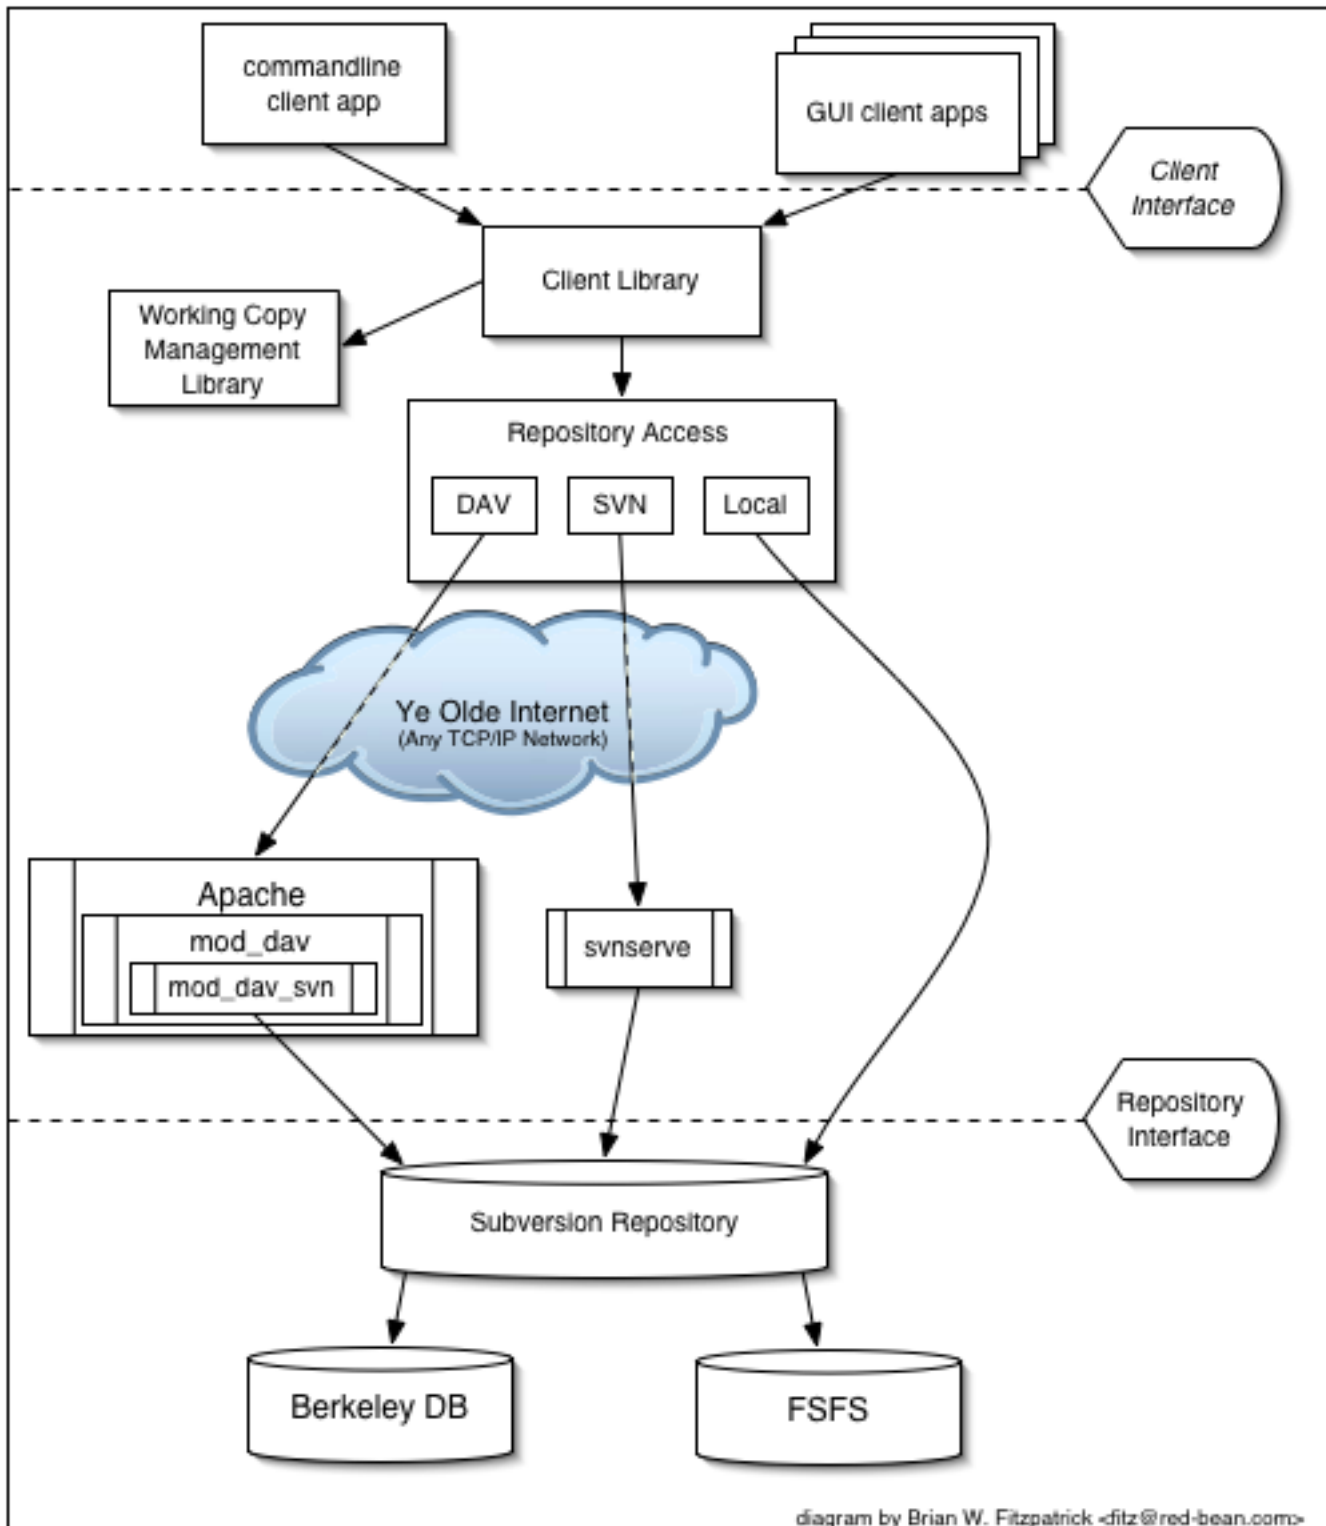 commandline
client app
GUI client apps
Client
Interface
Client Library
Working Copy
Management
Library
Repository Access
DAV
SVN
Local
Ye Olde Internet
(Any TCP/IP Network)
Apache
mod_dav
mod_dav_svn
svnserve
Repository
Interface
Subversion Repository
Berkeley DB
FSFS
diagram by Brian W. Fitzpatrick <fitz@red-bean.com>